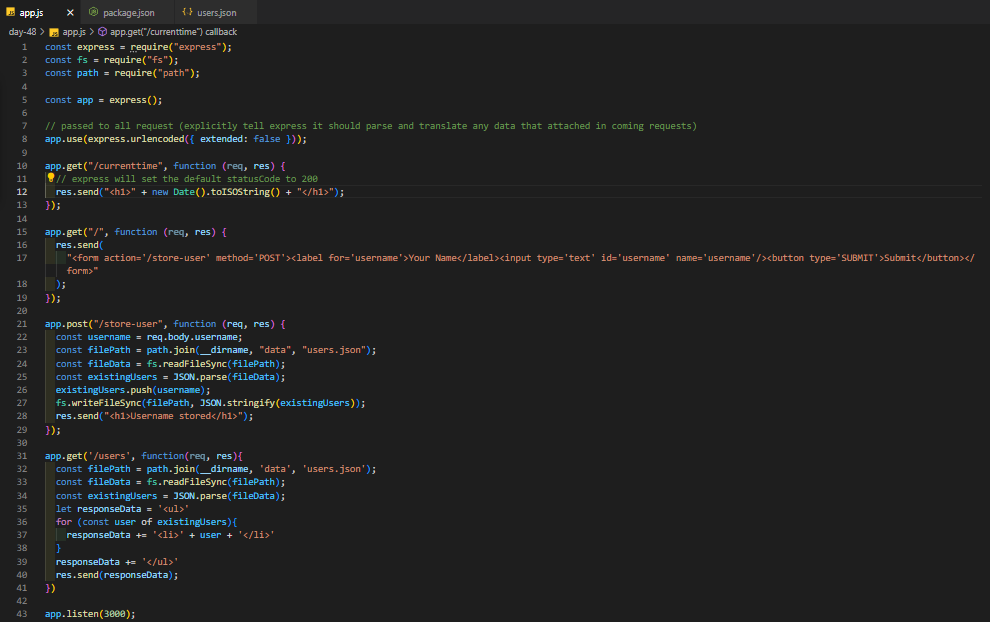 app.js
package.json
users.json
day-48 > app.js > app.get("/currenttime") callback
1 const express = require("express");
2 const fs = require("fs");
3 const path = require("path");
4
5 const app = express();
6
7 // passed to all request (explicitly tell express it should parse and translate any data that attached in coming requests)
8 app.use(express.urlencoded({ extended: false }));
9
10 app.get("/currenttime", function (req, res) {
11 // express will set the default statusCode to 200
12 res.send("<h1>" + new Date().toISOString() + "</h1>");
13 });
14
15 app.get("/", function (req, res) {
16 res.send(
17 "<form action='/store-user' method='POST'><label for='username'>Your Name</label><input type='text' id='username' name='username'/><button type='SUBMIT'>Submit</button></
form>"
18 );
19 });
20
21 app.post("/store-user", function (req, res) {
22 const username = req.body.username;
23 const filePath = path.join(__dirname, "data", "users.json");
24 const fileData = fs.readFileSync(filePath);
25 const existingUsers = JSON.parse(fileData);
26 existingUsers.push(username);
27 fs.writeFileSync(filePath, JSON.stringify(existingUsers));
28 res.send("<h1>Username stored</h1>");
29 });
30
31 app.get('/users', function(req, res){
32 const filePath = path.join(__dirname, 'data', 'users.json');
33 const fileData = fs.readFileSync(filePath);
34 const existingUsers = JSON.parse(fileData);
35 let responseData = '<ul>'
36 for (const user of existingUsers){
37 responseData += '<li>' + user + '</li>'
38 }
39 responseData += '</ul>'
40 res.send(responseData);
41 })
42
43 app.listen(3000);